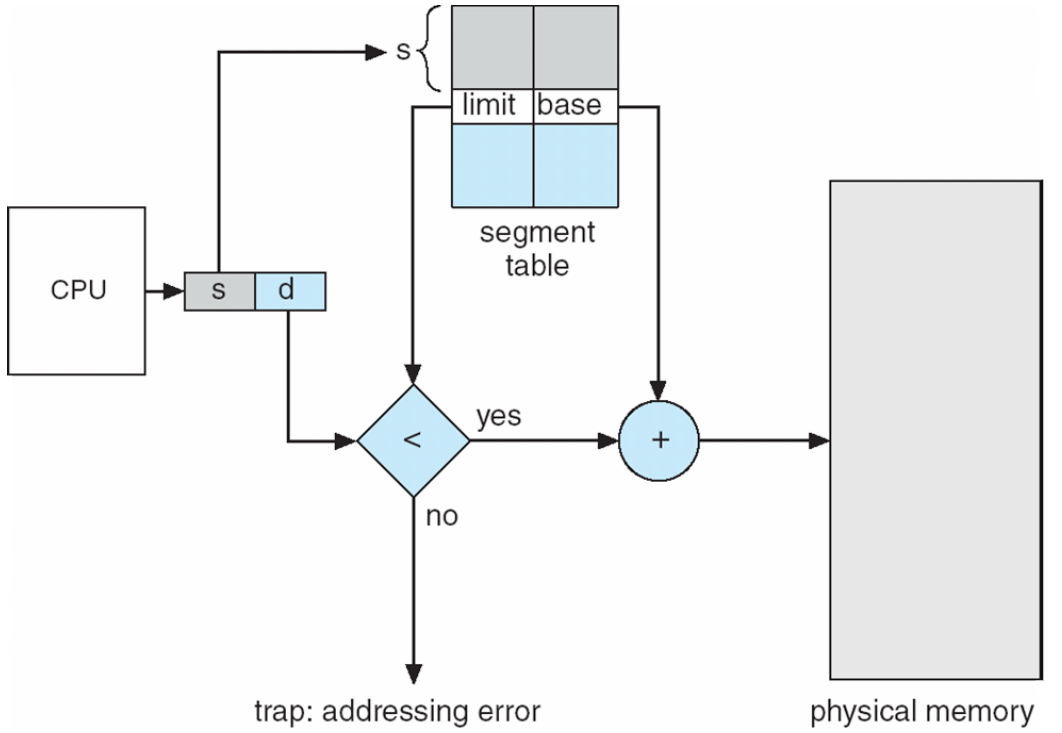 s
limit base
segment
table
CPU
s d
<
yes
+
no
trap: addressing error
physical memory